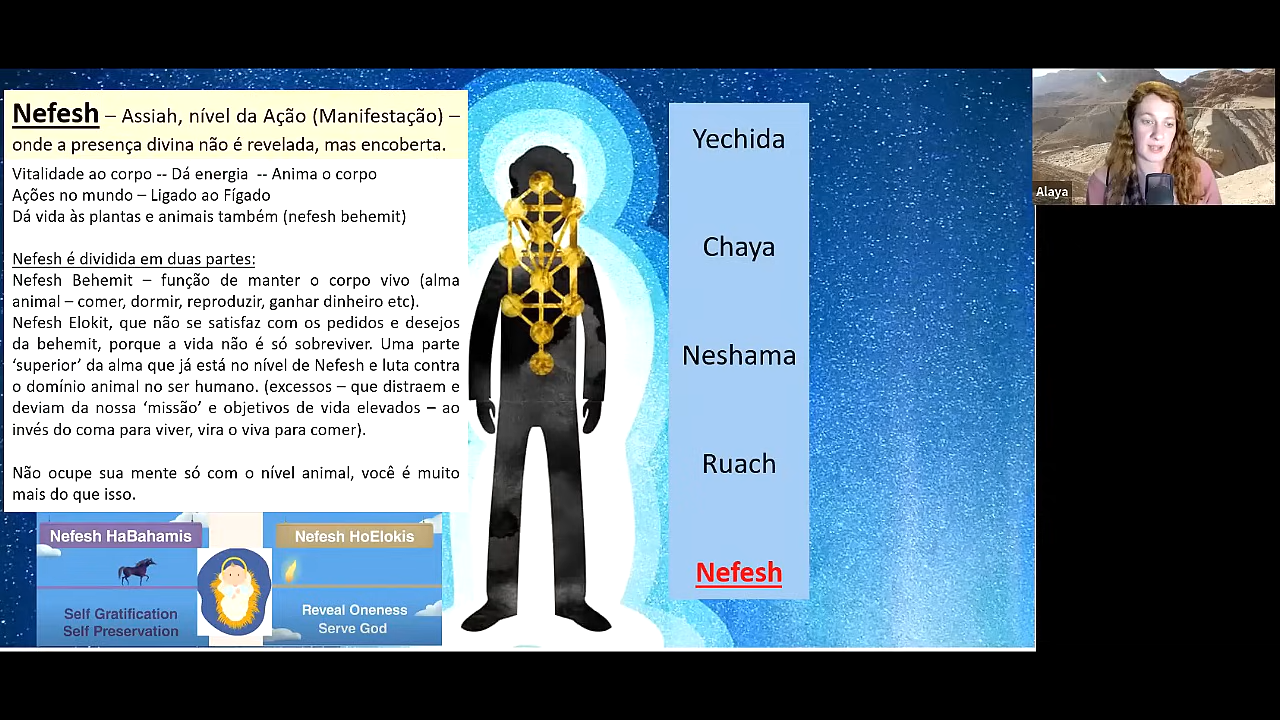 Nefesh – Assiah, nível da Ação (Manifestação) –
onde a presença divina não é revelada, mas encoberta.
Vitalidade ao corpo -- Dá energia -- Anima o corpo
Ações no mundo – Ligado ao Fígado
Dá vida às plantas e animais também (nefesh behemit)
Nefesh é dividida em duas partes:
Nefesh Behemit – função de manter o corpo vivo (alma
animal – comer, dormir, reproduzir, ganhar dinheiro etc).
Nefesh Elokit, que não se satisfaz com os pedidos e desejos
da behemit, porque a vida não é só sobreviver. Uma parte
‘superior’ da alma que já está no nível de Nefesh e luta contra
o domínio animal no ser humano. (excessos – que distraem e
deviam da nossa ‘missão’ e objetivos de vida elevados – ao
invés do coma para viver, vira o viva para comer).
Não ocupe sua mente só com o nível animal, você é muito
mais do que isso.
Nefesh HaBahamis
Self Gratification
Self Preservation
Nefesh HoElokis
Reveal Oneness
Serve God
Yechida
Chaya
Neshama
Ruach
Nefesh
Alaya